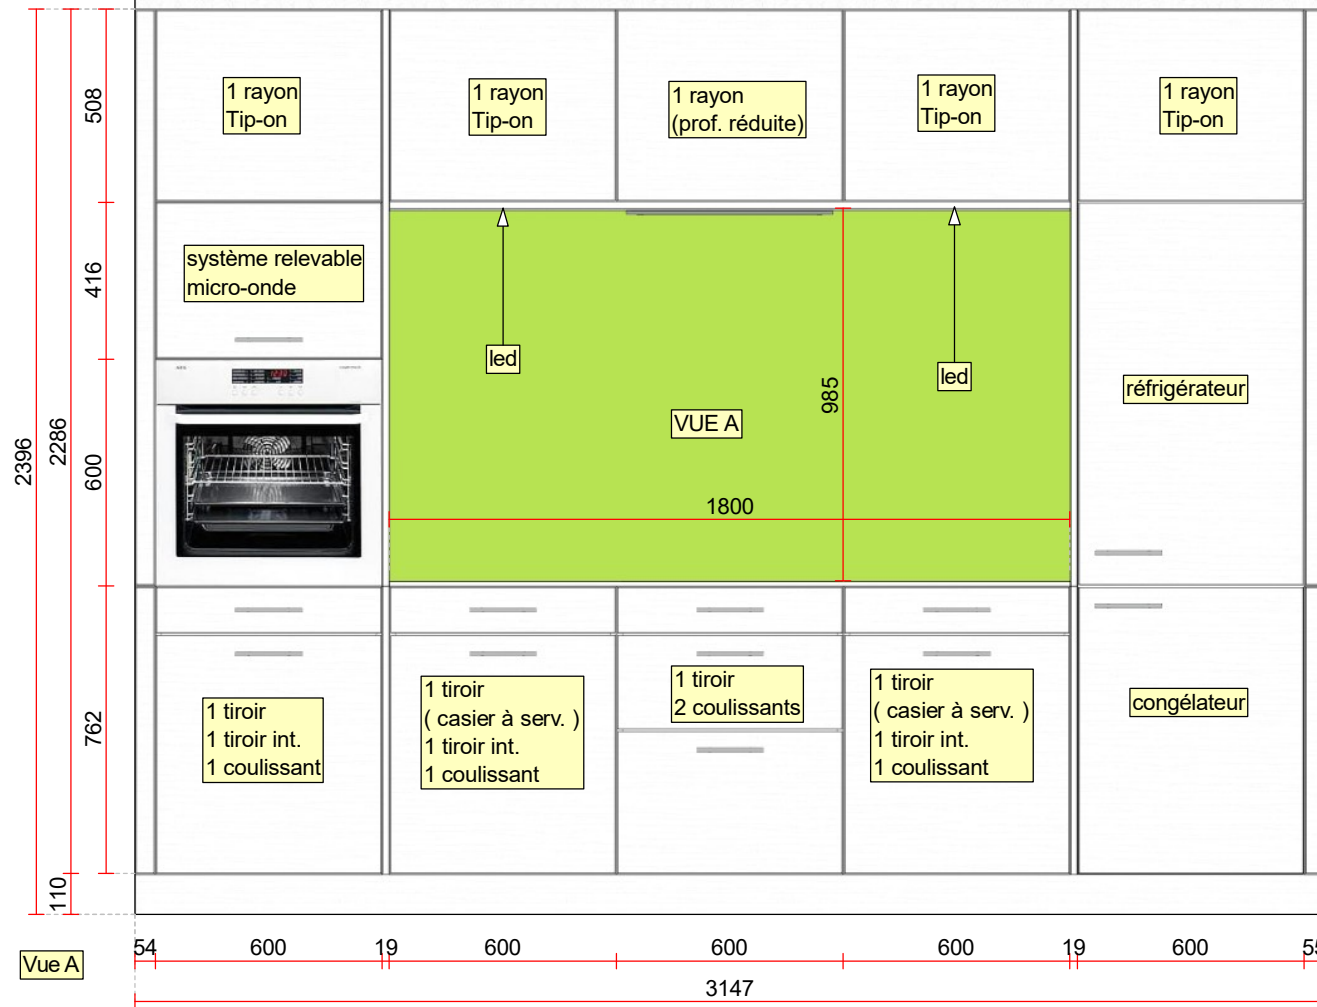 1 rayon
Tip-on
1 rayon
Tip-on
1 rayon
(prof. réduite)
1 rayon
Tip-on
1 rayon
Tip-on
508
système relevable
micro-onde
416
led
led
985
réfrigérateur
VUE A
2396
2286
600
1800
1 tiroir
1 tiroir int.
1 coulissant
1 tiroir
( casier à serv. )
1 tiroir int.
1 coulissant
1 tiroir
2 coulissants
1 tiroir
( casier à serv. )
1 tiroir int.
1 coulissant
congélateur
762
110
54
600
19
600
600
600
19
600
55
Vue A
3147